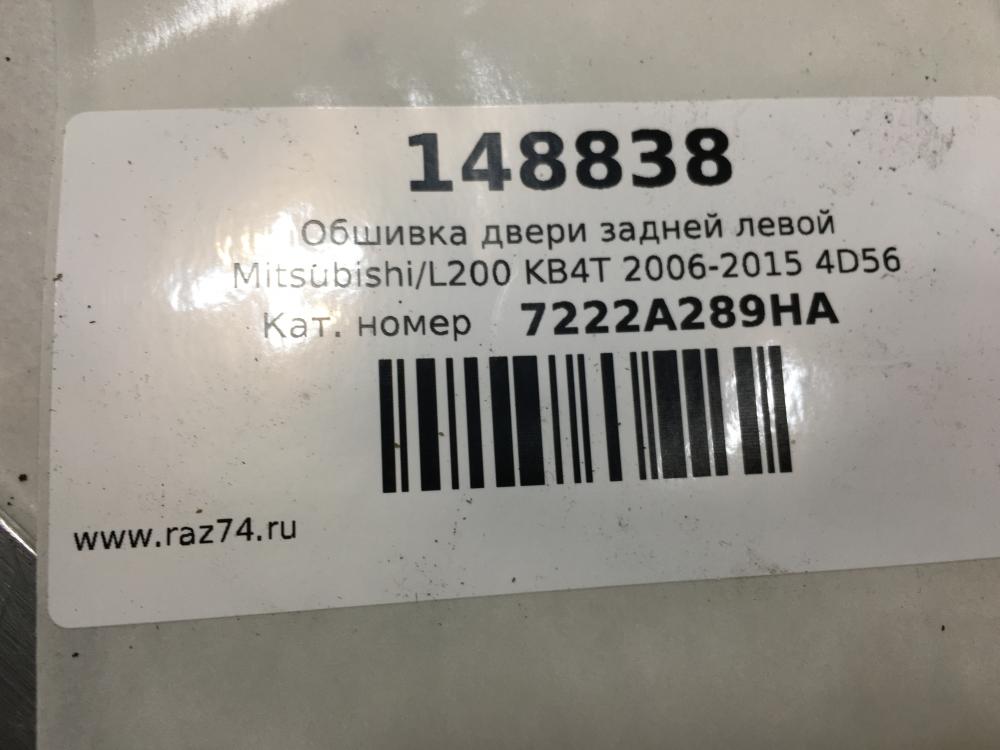 148838
Обшивка двери задней левой
Mitsubishi/L200 KB4T 2006-2015 4D56
Кат. номер 7222A289HA
www.raz74.ru